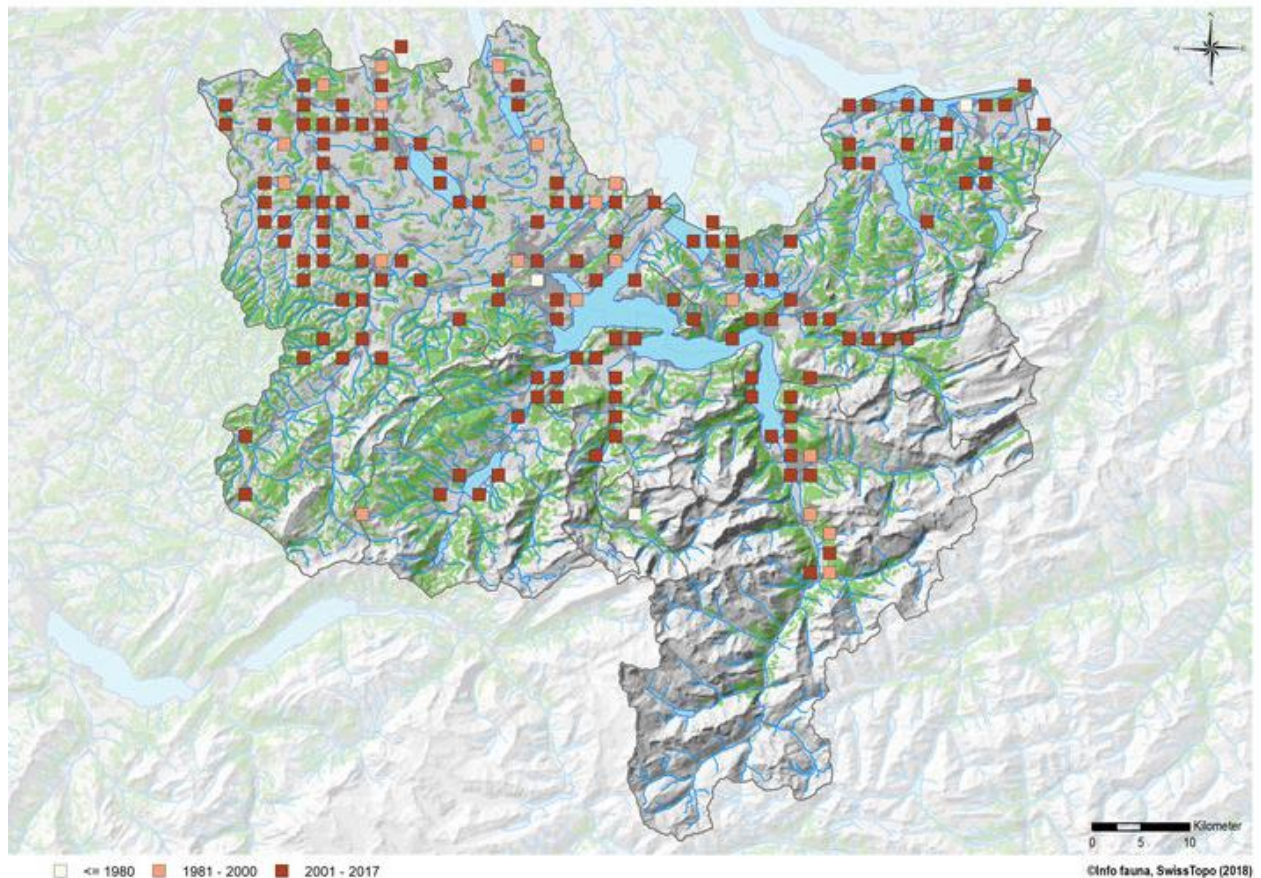 N
Kilometer
0 5 10
<= 1980 1981 - 2000 2001 - 2017
©Info fauna, SwissTopo (2018)